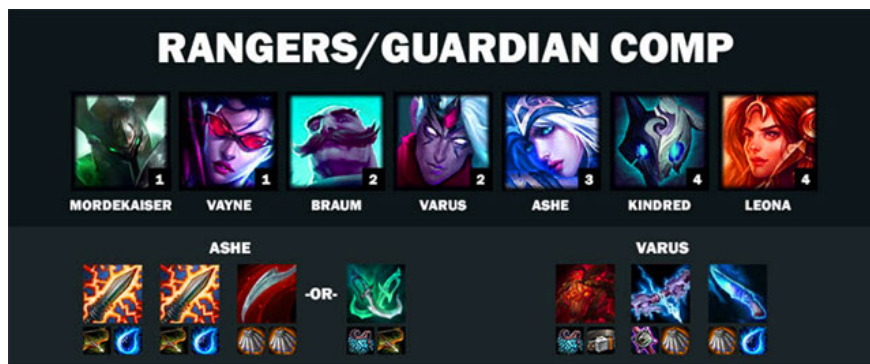 RANGERS/GUARDIAN COMP
1 1 2 2 3 4 4
MORDEKAISER VAYNE BRAUM VARUS ASHE KINDRED LEONA
ASHE VARUS
-OR-